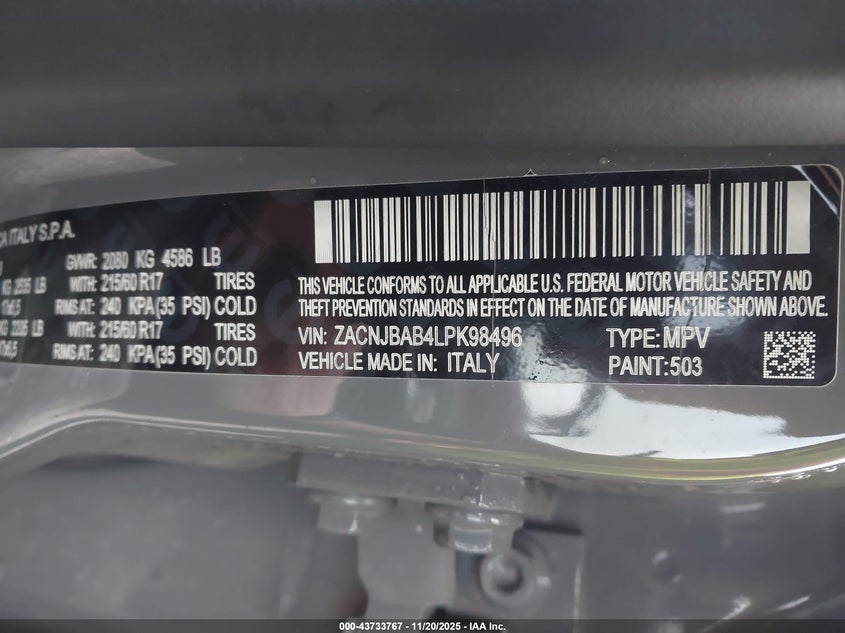 CA ITALY S.P.A.
GVWR: 2080 KG 4586 LB
WITH: 215/60 R17 TIRES
RIMS AT: 240 KPA(35 PSI) COLD
WITH: 215/60 R17 TIRES
RIMS AT: 240 KPA(35 PSI) COLD
THIS VEHICLE CONFORMS TO ALL APPLICABLE U.S. FEDERAL MOTOR VEHICLE SAFETY AND
THEFT PREVENTION STANDARDS IN EFFECT ON THE DATE OF MANUFACTURE SHOWN ABOVE.
VIN: ZACNJBAB4LPK98496 TYPE: MPV
VEHICLE MADE IN: ITALY PAINT:503
000-43733767 - 11/20/2025 - IAA Inc.